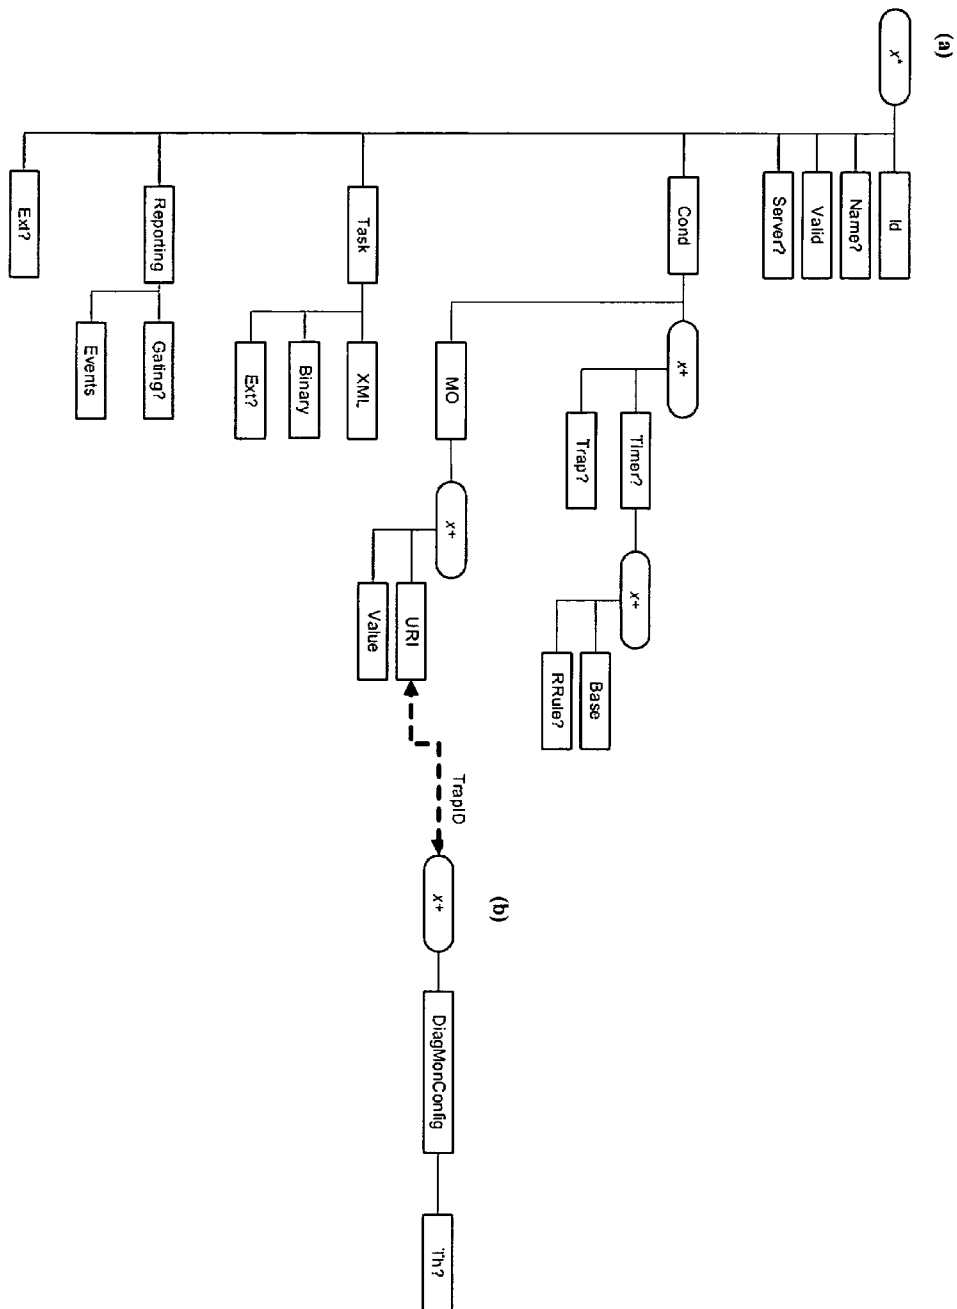 (a)
x*
Id
Name?
Valid
Server?
Cond
x+
Timer?
x+
Base
RRule?
Trap?
MO
x+
URI
Value
Task
XML
Binary
Ext?
Reporting
Gating?
Events
Ext?
TrapID
(b)
x+
DiagMonConfig
Th?